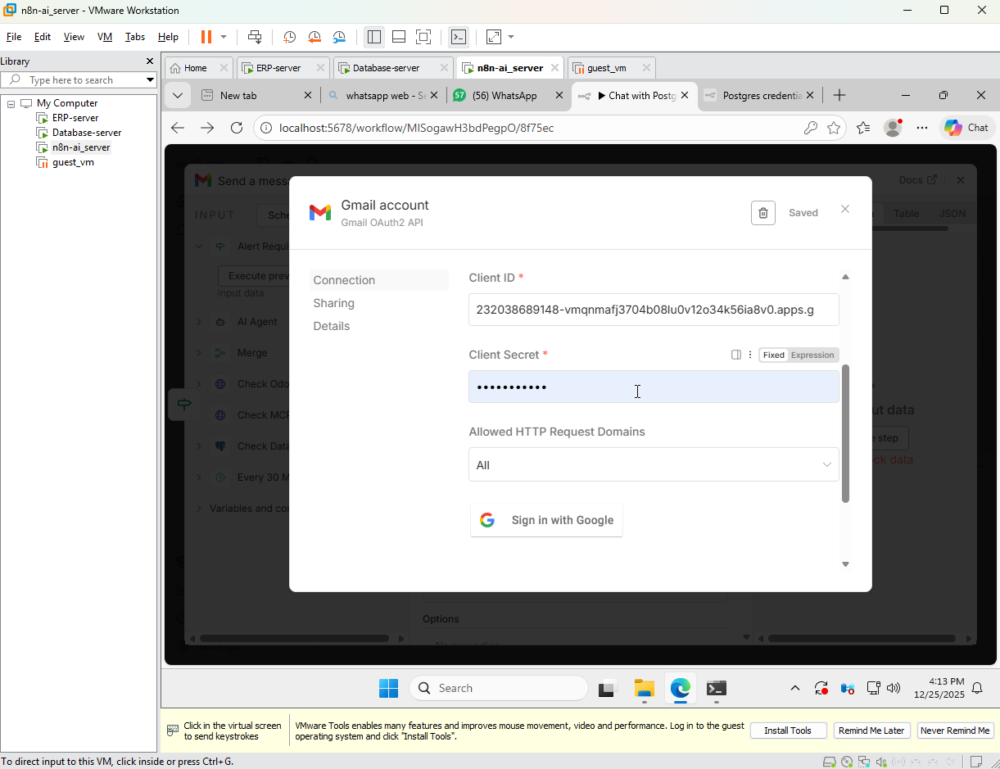 n8n-ai_server - VMware Workstation
File Edit View VM Tabs Help
Library
Type here to search
My Computer
ERP-server
Database-server
n8n-ai_server
guest_vm
Home
ERP-server
Database-server
n8n-ai_server
guest_vm
New tab
whatsapp web - Se
57
(56) WhatsApp
Chat with Postg
Postgres credentia
localhost:5678/workflow/MISogawH3bdPegpO/8f75ec
Chat
Send a mess
Docs
INPUT
Sche
Table
JSON
Alert Requi
Execute prev
input data
AI Agent
Merge
Check Odo
Check MCP
Check Data
Every 30 M
Variables and con
Gmail account
Gmail OAuth2 API
Saved
Connection
Sharing
Details
Client ID *
232038689148-vmqnmafj3704b08lu0v12o34k56ia8v0.apps.g
Client Secret *
Fixed Expression
•••••••••••
Allowed HTTP Request Domains
All
Sign in with Google
ut data
e step
ck data
Options
Search
4:13 PM
12/25/2025
Click in the virtual screen
to send keystrokes
VMware Tools enables many features and improves mouse movement, video and performance. Log in to the guest
operating system and click "Install Tools".
Install Tools
Remind Me Later
Never Remind Me
To direct input to this VM, click inside or press Ctrl+G.